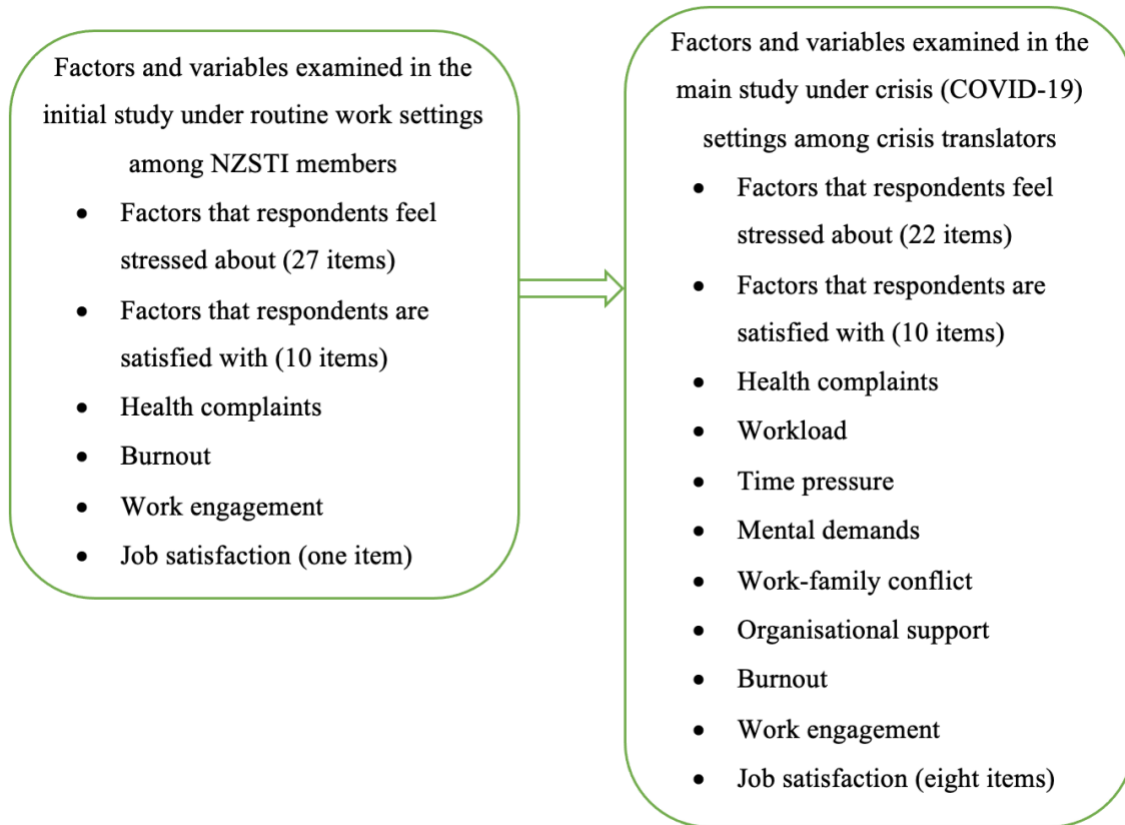 Factors and variables examined in the
initial study under routine work settings
among NZSTI members
• Factors that respondents feel
stressed about (27 items)
• Factors that respondents are
satisfied with (10 items)
• Health complaints
• Burnout
• Work engagement
• Job satisfaction (one item)
Factors and variables examined in the
main study under crisis (COVID-19)
settings among crisis translators
• Factors that respondents feel
stressed about (22 items)
• Factors that respondents are
satisfied with (10 items)
• Health complaints
• Workload
• Time pressure
• Mental demands
• Work-family conflict
• Organisational support
• Burnout
• Work engagement
• Job satisfaction (eight items)